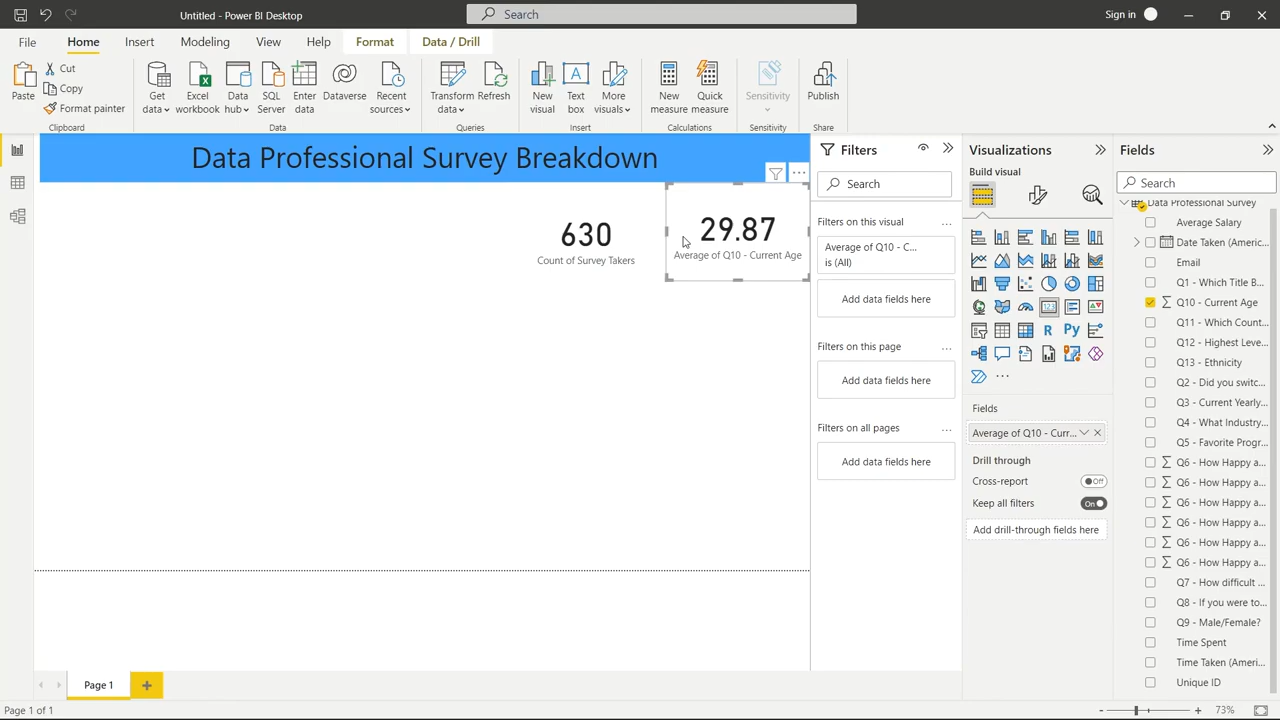 Untitled - Power BI Desktop
Search
Sign in
File
Home
Insert
Modeling
View
Help
Format
Data / Drill
Paste
Cut
Copy
Format painter
Clipboard
Get data
Excel workbook
Data hub
SQL Server
Enter data
Dataverse
Recent sources
Data
Transform data
Refresh
Queries
New visual
Text box
More visuals
Insert
New measure
Quick measure
Calculations
Sensitivity
Sensitivity
Publish
Share
Data Professional Survey Breakdown
630
Count of Survey Takers
29.87
Average of Q10 - Current Age
Filters
Search
Filters on this visual
Average of Q10 - C...
is (All)
Add data fields here
Filters on this page
Add data fields here
Filters on all pages
Add data fields here
Visualizations
Build visual
123
R
Py
Fields
Average of Q10 - Curr...
Drill through
Cross-report
Off
Keep all filters
On
Add drill-through fields here
Fields
Search
Data Professional Survey
Average Salary
Date Taken (Americ...
Email
Q1 - Which Title B...
Q10 - Current Age
Q11 - Which Count...
Q12 - Highest Leve...
Q13 - Ethnicity
Q2 - Did you switc...
Q3 - Current Yearly...
Q4 - What Industry...
Q5 - Favorite Progr...
Q6 - How Happy a...
Q6 - How Happy a...
Q6 - How Happy a...
Q6 - How Happy a...
Q6 - How Happy a...
Q6 - How Happy a...
Q7 - How difficult ...
Q8 - If you were to...
Q9 - Male/Female?
Time Spent
Time Taken (Ameri...
Unique ID
Page 1
Page 1 of 1
73%